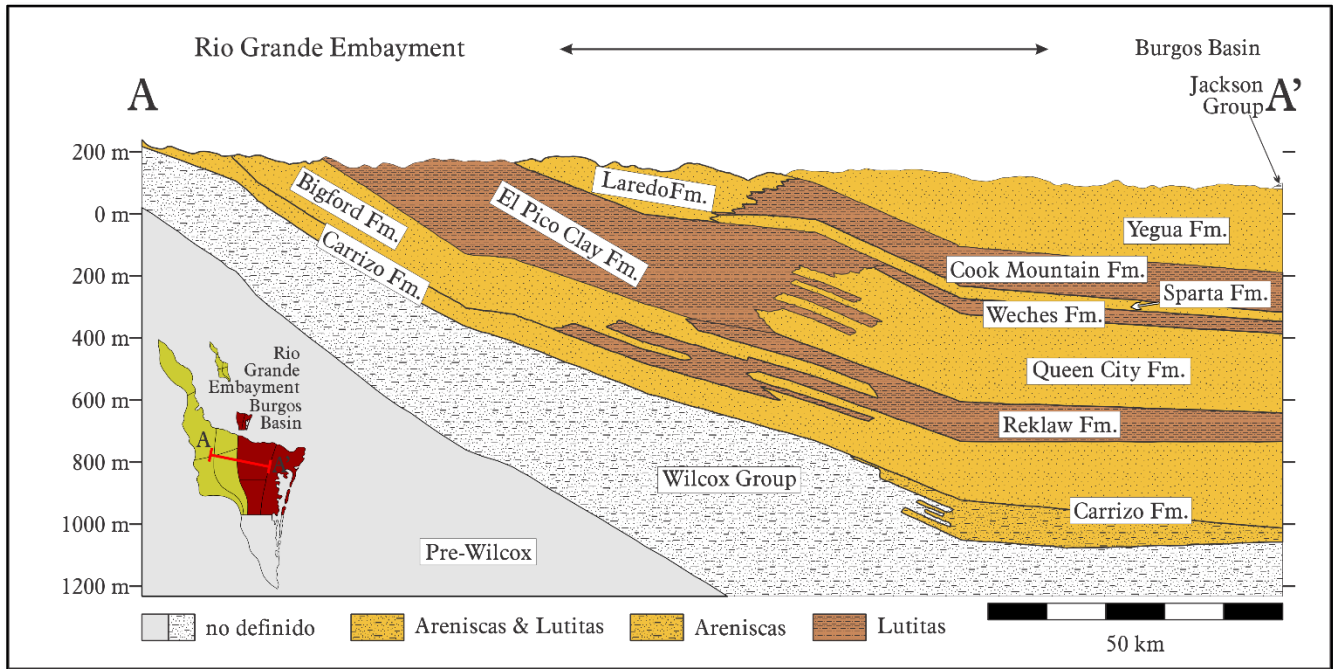 Rio Grande Embayment
Burgos Basin
A
Jackson
Group
A'
200 m
0 m
200 m
400 m
600 m
800 m
1000 m
1200 m
Bigford Fm.
Carrizo Fm.
El Pico Clay Fm.
Laredo Fm.
Yegua Fm.
Cook Mountain Fm.
Sparta Fm.
Weches Fm.
Queen City Fm.
Reklaw Fm.
Wilcox Group
Carrizo Fm.
Pre-Wilcox
Rio
Grande
Embayment
Burgos
Basin
A
no definido
Areniscas & Lutitas
Areniscas
Lutitas
50 km